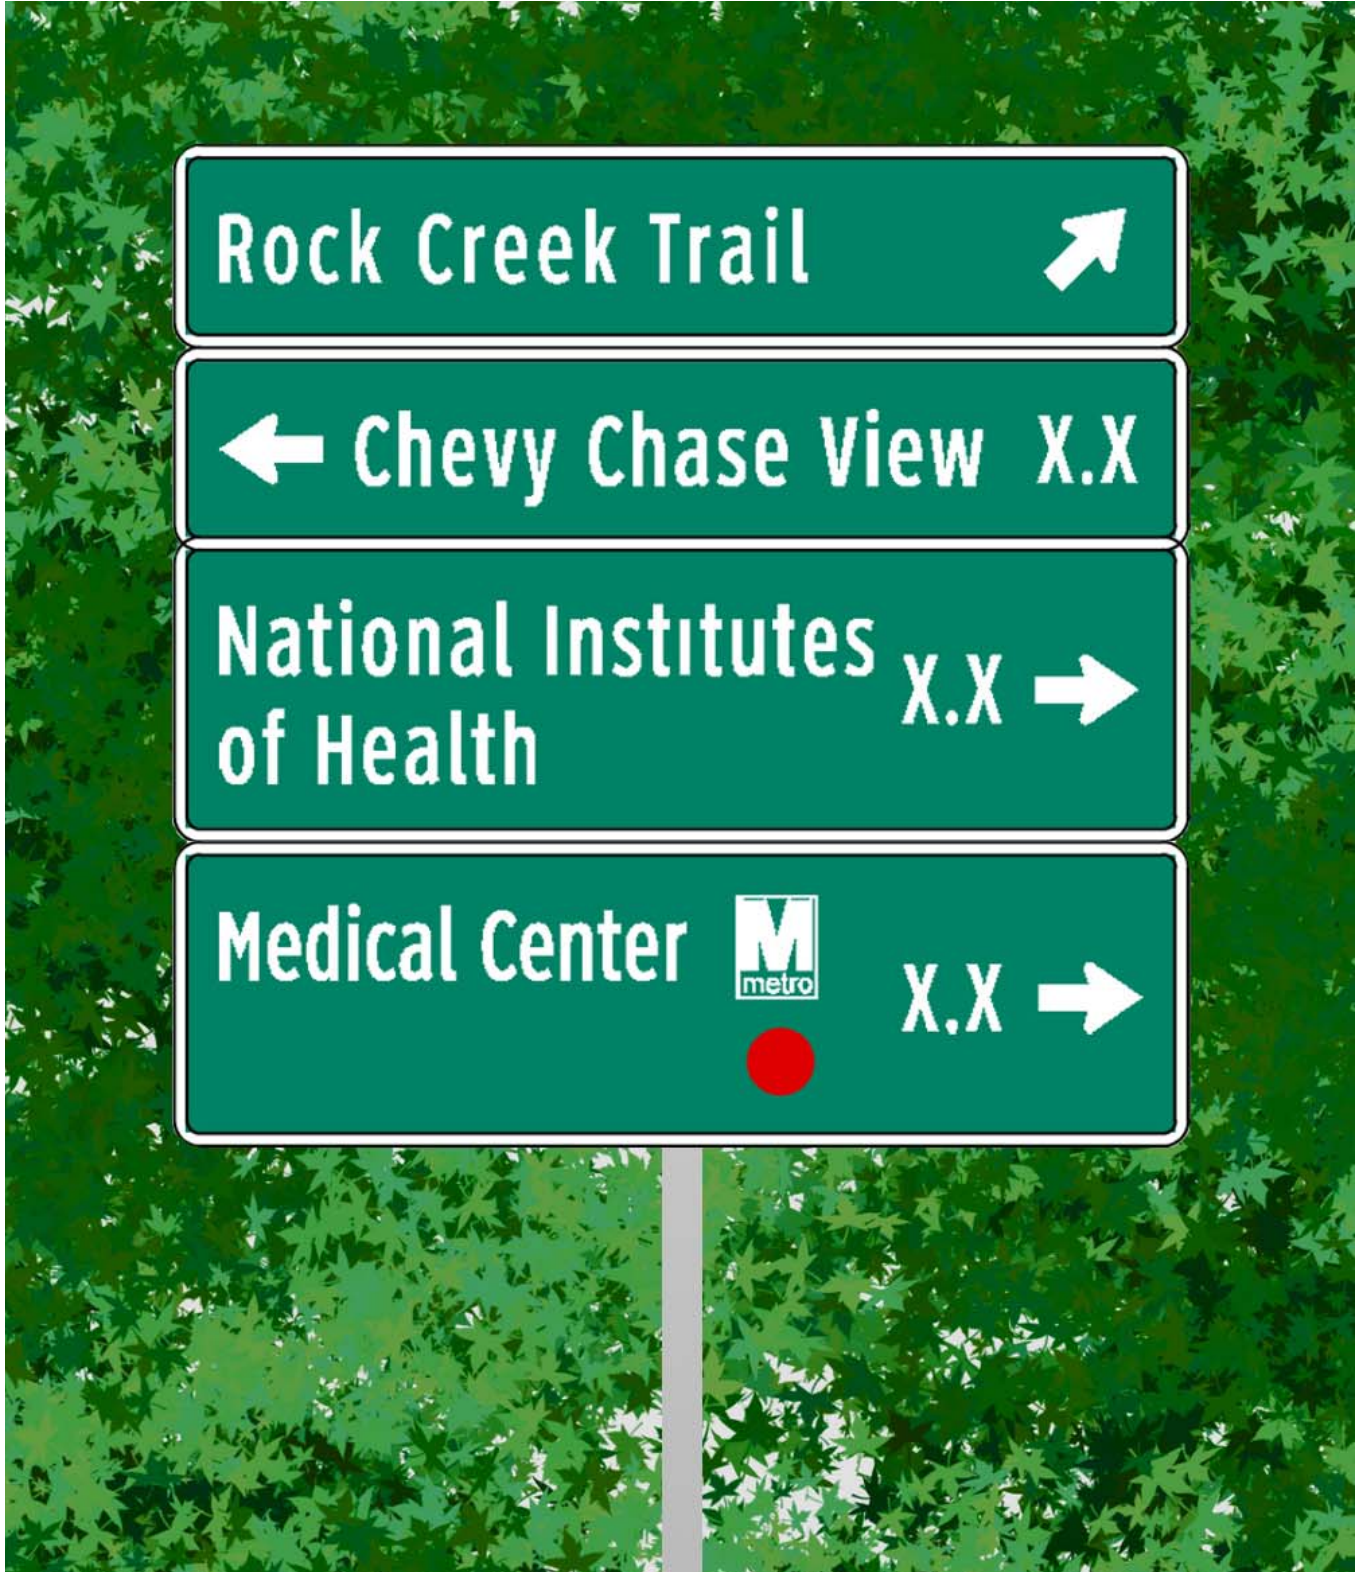 Rock Creek Trail
Chevy Chase View X.X
National Institutes
of Health X.X
Medical Center M
metro
X.X